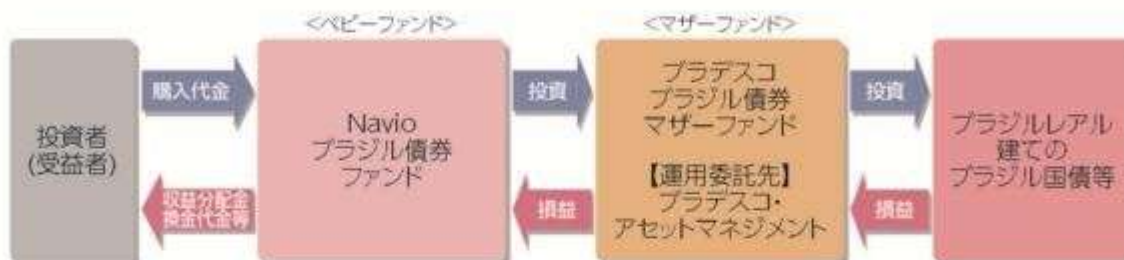 <ベビーファンド>
<マザーファンド>
投資者
(受益者)
購入代金
収益分配金
換金代金等
Navio
ブラジル債券
ファンド
投資
損益
ブラデスコ
ブラジル債券
マザーファンド
【運用委託先】
ブラデスコ・
アセットマネジメント
投資
損益
ブラジルレアル
建ての
ブラジル国債等